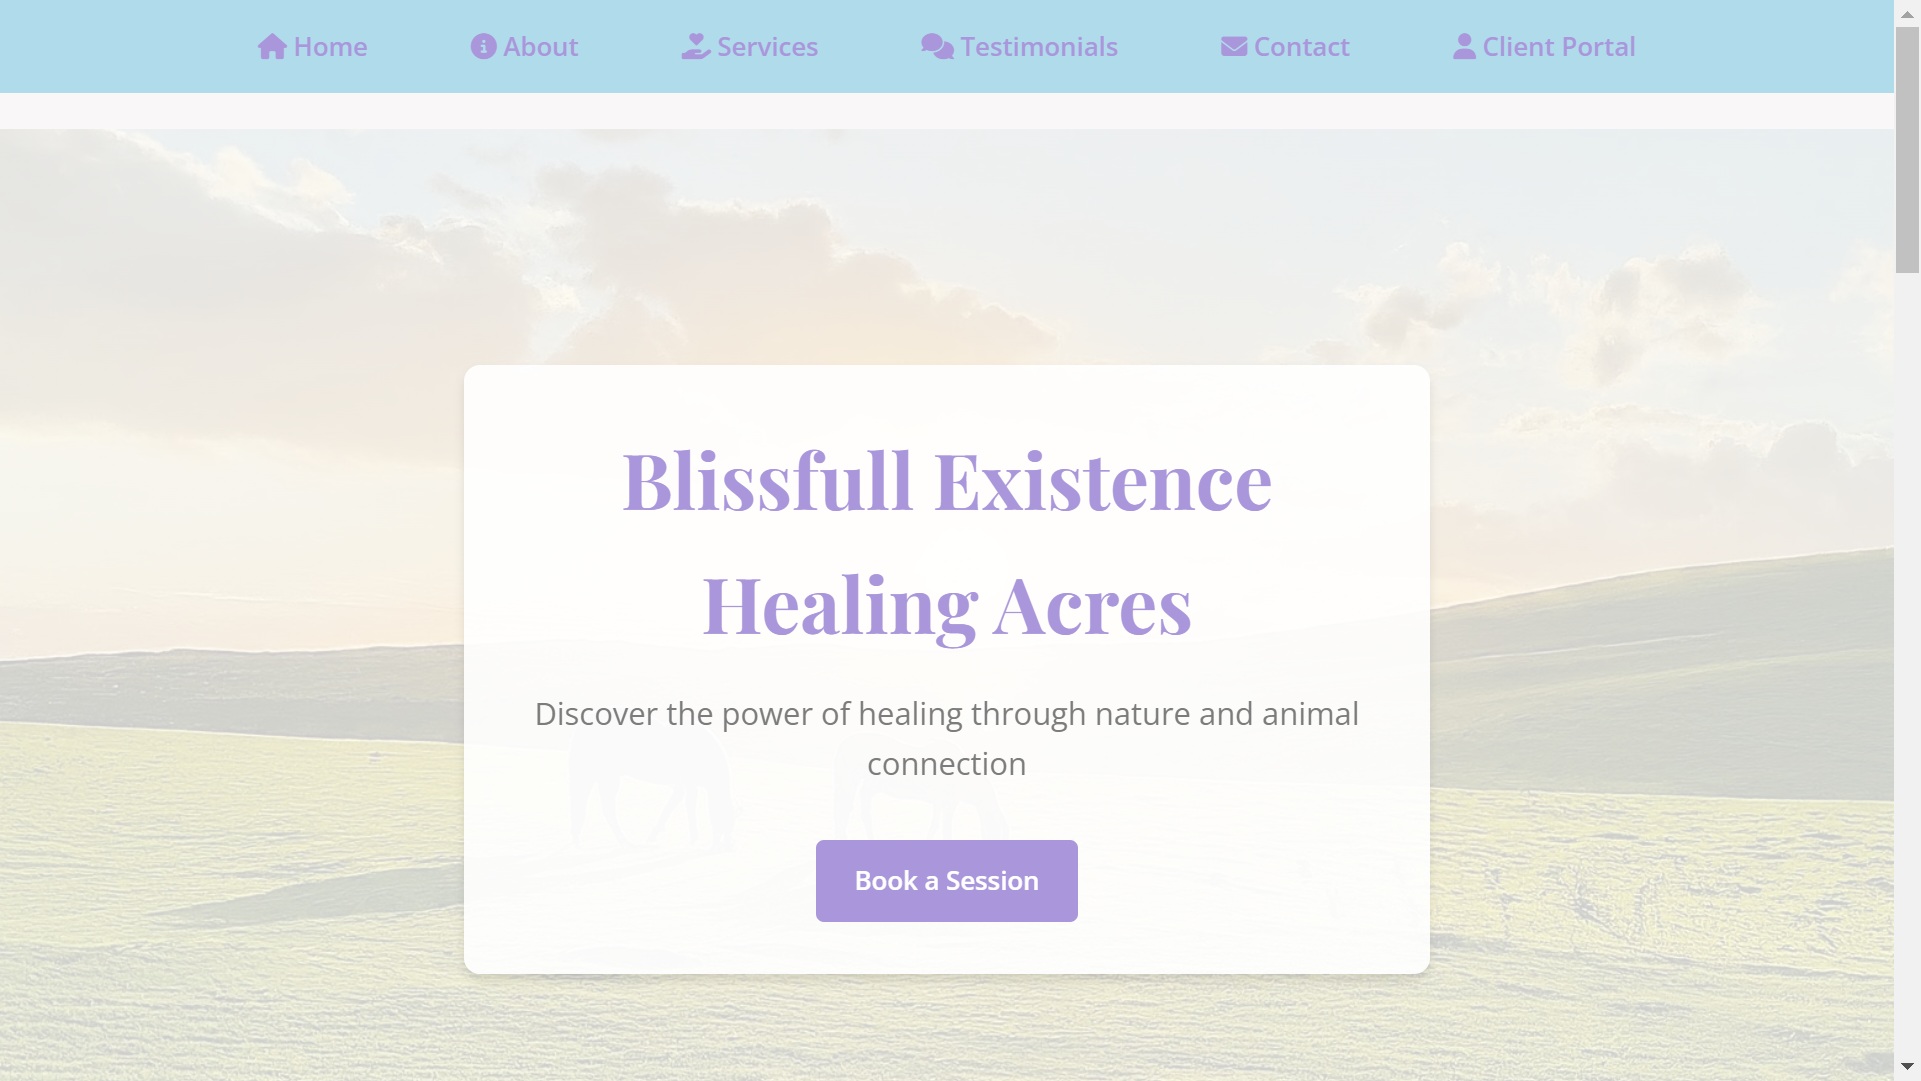 Home About Services Testimonials Contact Client Portal
Blissfull Existence
Healing Acres
Discover the power of healing through nature and animal
connection
Book a Session